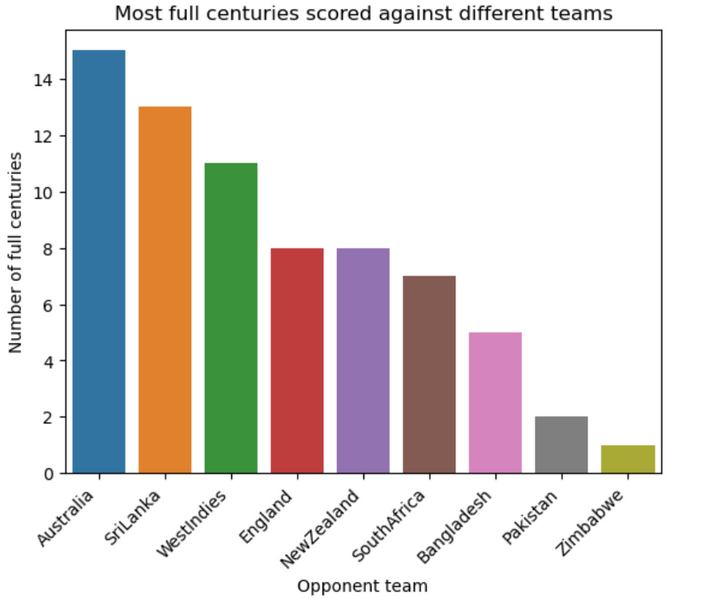 Most full centuries scored against different teams
Number of full centuries
14
12
10
8
6
4
2
0
Australia
SriLanka
WestIndies
England
NewZealand
SouthAfrica
Bangladesh
Pakistan
Zimbabwe
Opponent team